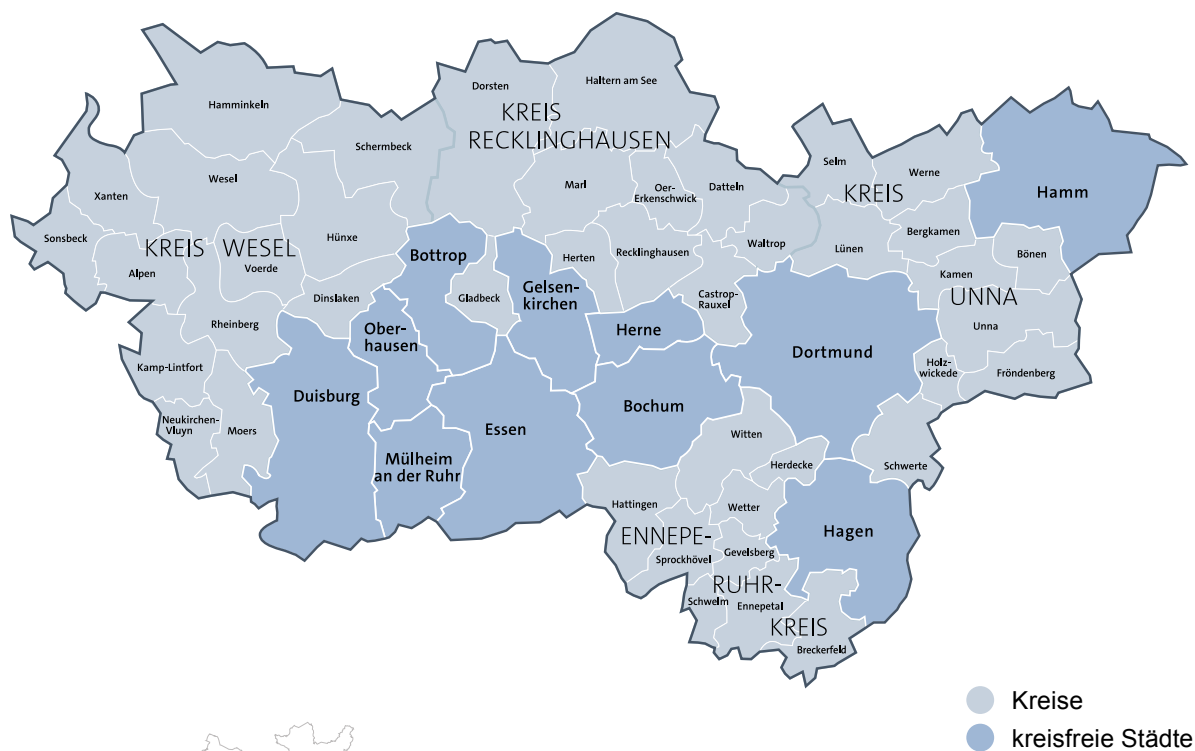 Dorsten
Haltern am See
Hamminkeln
KREIS
RECKLINGHAUSEN
Schermbeck
Selm
Werne
Wesel
Marl
Oer-
Erkenschwick
Datteln
KREIS
Hamm
Xanten
Sonsbeck
KREIS WESEL
Hünxe
Bergkamen
Waltrop
Lünen
Bönen
Voerde
Alpen
Bottrop
Herten
Recklinghausen
Kamen
Gladbeck
Gelsen-
kirchen
Castrop-
Rauxel
UNNA
Dinslaken
Rheinberg
Ober-
hausen
Herne
Unna
Dortmund
Holz-
wickede
Fröndenberg
Kamp-Lintfort
Duisburg
Bochum
Neukirchen-
Vluyn
Moers
Essen
Witten
Mülheim
an der Ruhr
Herdecke
Schwerte
Hattingen
Wetter
Hagen
ENNEPE-
Sprockhövel
Gevelsberg
RUHR-
Schwelm
Ennepetal
KREIS
Breckerfeld
Kreise
kreisfreie Städte